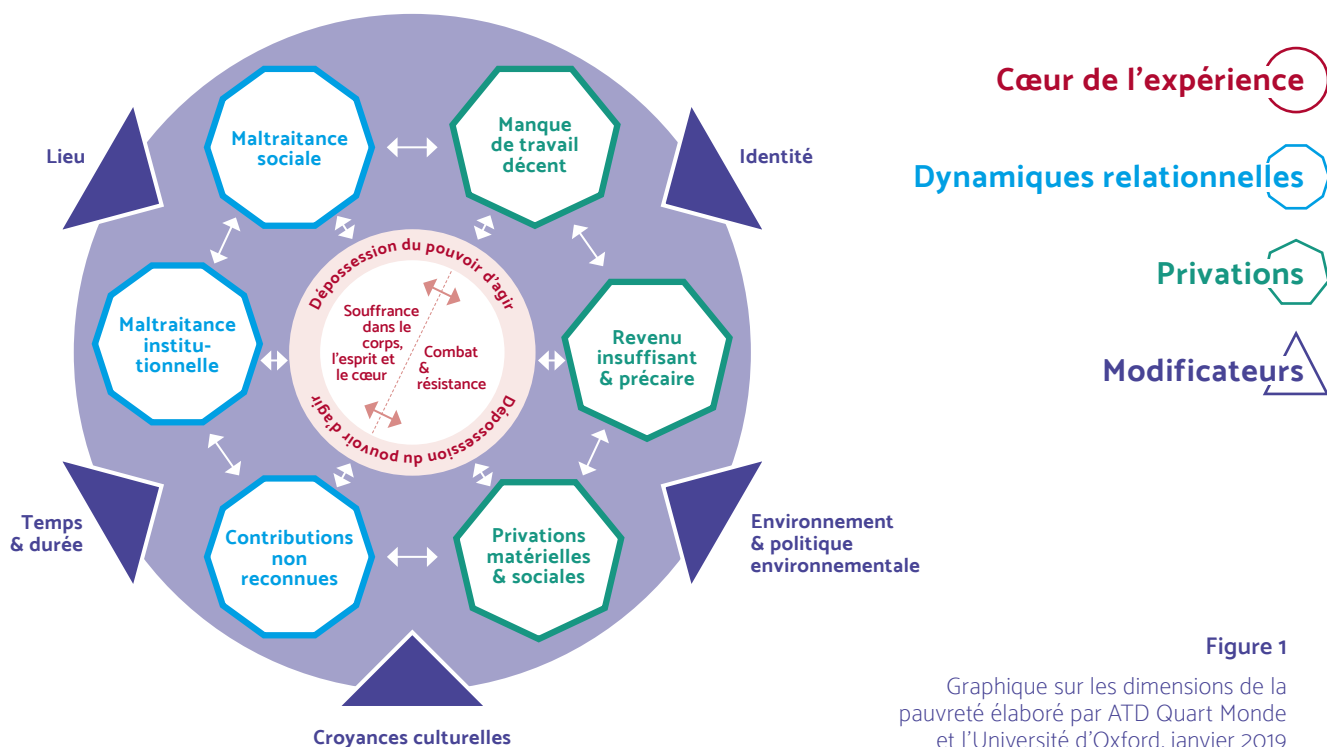 Maltraitance
sociale
Manque
de travail
décent
Lieu
Identité
Dépossession du pouvoir d'agir
Souffrance
dans le
corps,
l'esprit et
le cœur
Combat
&
résistance
Dépossession du pouvoir d'agir
Maltraitance
institu-
tionnelle
Revenu
insuffisant
& précaire
Temps
& durée
Contributions
non
reconnues
Privations
matérielles
& sociales
Environnement
& politique
environnementale
Croyances culturelles
Cœur de l'expérience
Dynamiques relationnelles
Privations
Modificateurs
Figure 1
Graphique sur les dimensions de la
pauvreté élaboré par ATD Quart Monde
et l'Université d'Oxford, janvier 2019